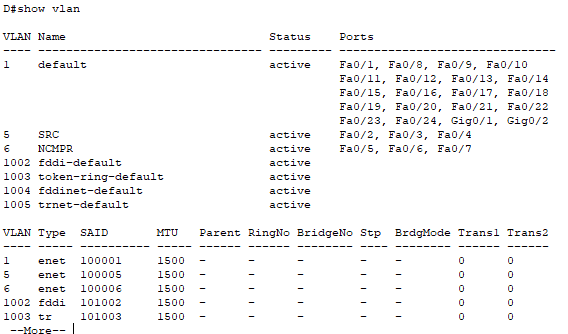 D#show vlan
VLAN Name                             Status    Ports
---- -------------------------------- --------- -------------------------------
1    default                          active    Fa0/1, Fa0/8, Fa0/9, Fa0/10
                                                Fa0/11, Fa0/12, Fa0/13, Fa0/14
                                                Fa0/15, Fa0/16, Fa0/17, Fa0/18
                                                Fa0/19, Fa0/20, Fa0/21, Fa0/22
                                                Fa0/23, Fa0/24, Gig0/1, Gig0/2
5    SRC                              active    Fa0/2, Fa0/3, Fa0/4
6    NCMPR                            active    Fa0/5, Fa0/6, Fa0/7
1002 fddi-default                     active
1003 token-ring-default               active
1004 fddinet-default                  active
1005 trnet-default                    active
VLAN Type  SAID       MTU   Parent RingNo BridgeNo Stp  BrdgMode Trans1 Trans2
---- ----- ---------- ----- ------ ------ -------- ---- -------- ------ ------
1    enet  100001     1500  -      -      -        -    -        0      0
5    enet  100005     1500  -      -      -        -    -        0      0
6    enet  100006     1500  -      -      -        -    -        0      0
1002 fddi  101002     1500  -      -      -        -    -        0      0
1003 tr    101003     1500  -      -      -        -    -        0      0
 --More--